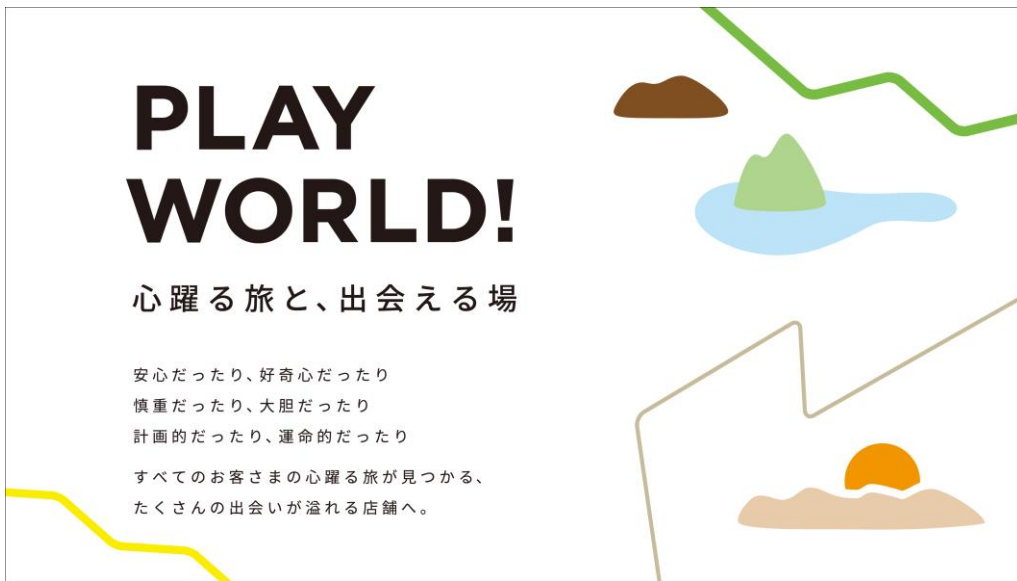 PLAY
WORLD!
心躍る旅と、出会える場
安心だったり、好奇心だったり
慎重だったり、大胆だったり
計画的だったり、運命的だったり
すべてのお客さまの心躍る旅が見つかる、
たくさんの出会いが溢れる店舗へ。